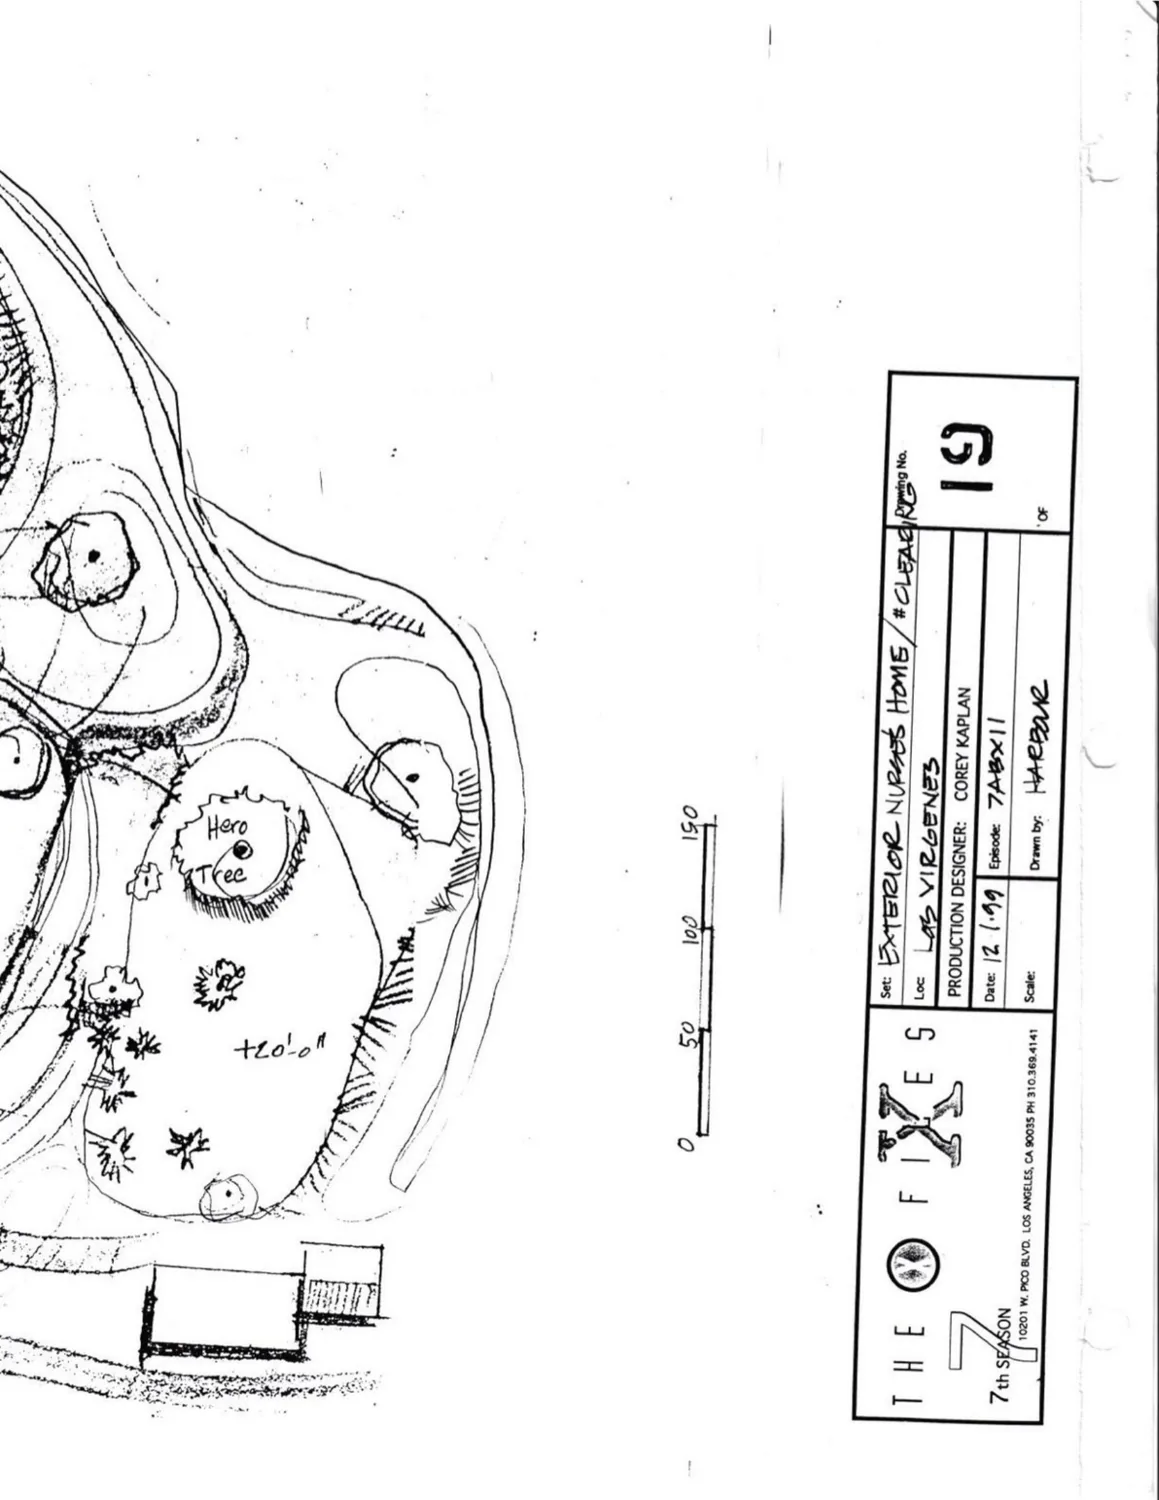 Hero
Tree
+20'-0"
0 50 100 150
THE X FILES
7
7th SEASON
10201 W. PICO BLVD. LOS ANGELES, CA 90035 PH 310.369.4141
Set: EXTERIOR NURSE'S HOME/#CLEARING
Loc: LAS VIRGENES
PRODUCTION DESIGNER: COREY KAPLAN
Date: 12.1.99
Episode: 7ABX11
Scale:
Drawn by: HARBOUR
Drawing No.
19
OF